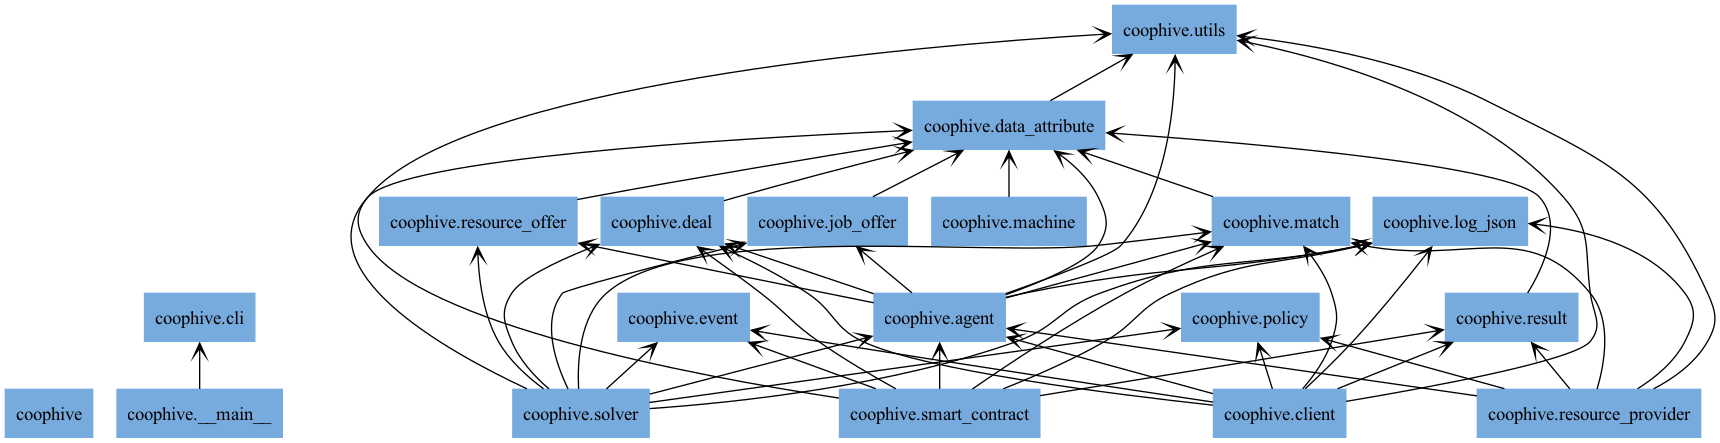 coophive.utils
coophive.data_attribute
coophive.resource_offer
coophive.deal
coophive.job_offer
coophive.machine
coophive.match
coophive.log_json
coophive.cli
coophive.event
coophive.agent
coophive.policy
coophive.result
coophive
coophive.__main__
coophive.solver
coophive.smart_contract
coophive.client
coophive.resource_provider